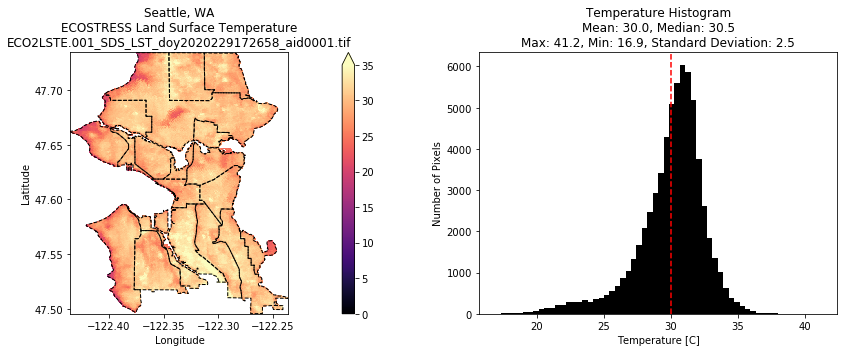 Seattle, WA
ECOSTRESS Land Surface Temperature
ECO2LSTE.001_SDS_LST_doy2020229172658_aid0001.tif
47.70
47.65
47.60
47.55
47.50
Latitude
−122.40
−122.35
−122.30
−122.25
Longitude
35
30
25
20
15
10
5
0
Temperature Histogram
Mean: 30.0, Median: 30.5
Max: 41.2, Min: 16.9, Standard Deviation: 2.5
6000
5000
4000
3000
2000
1000
0
Number of Pixels
20
25
30
35
40
Temperature [C]